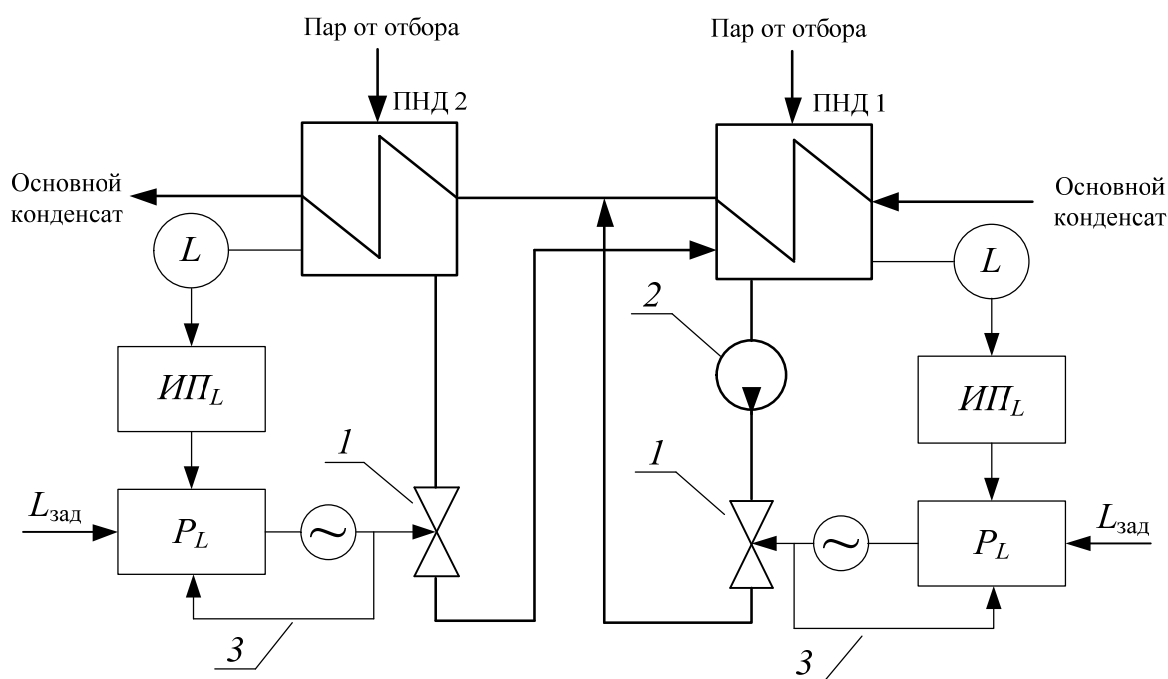 Пар от отбора
Пар от отбора
ПНД 2
ПНД 1
Основной
конденсат
Основной
конденсат
L
L
2
ИПL
ИПL
1
1
Lзад
PL
~
~
PL
Lзад
3
3